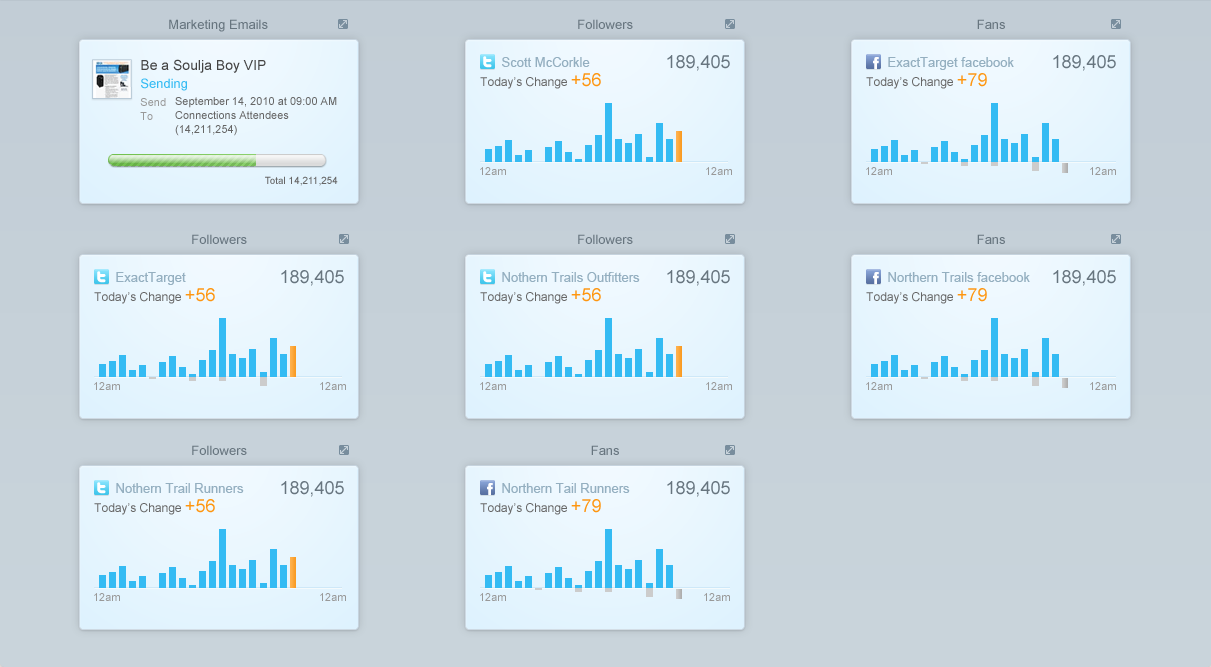 Marketing Emails
Be a Soulja Boy VIP
Sending
Send September 14, 2010 at 09:00 AM
To Connections Attendees
(14,211,254)
Total 14,211,254
Followers
Scott McCorkle 189,405
Today's Change +56
12am 12am
Fans
ExactTarget facebook 189,405
Today's Change +79
12am 12am
Followers
ExactTarget 189,405
Today's Change +56
12am 12am
Followers
Nothern Trails Outfitters 189,405
Today's Change +56
12am 12am
Fans
Northern Trails facebook 189,405
Today's Change +79
12am 12am
Followers
Nothern Trail Runners 189,405
Today's Change +56
12am 12am
Fans
Northern Tail Runners 189,405
Today's Change +79
12am 12am